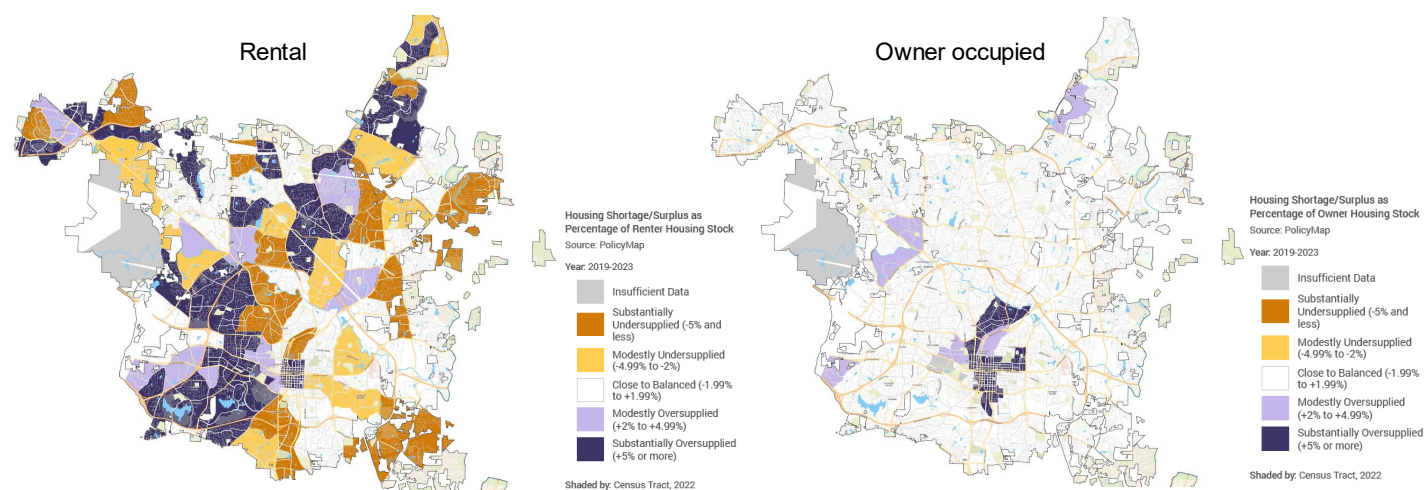 Rental
Housing Shortage/Surplus as
Percentage of Renter Housing Stock
Source: PolicyMap
Year: 2019-2023
Insufficient Data
Substantially
Undersupplied (-5% and
less)
Modestly Undersupplied
(-4.99% to -2%)
Close to Balanced (-1.99%
to +1.99%)
Modestly Oversupplied
(+2% to +4.99%)
Substantially Oversupplied
(+5% or more)
Shaded by: Census Tract, 2022
Owner occupied
Housing Shortage/Surplus as
Percentage of Owner Housing Stock
Source: PolicyMap
Year: 2019-2023
Insufficient Data
Substantially
Undersupplied (-5% and
less)
Modestly Undersupplied
(-4.99% to -2%)
Close to Balanced (-1.99%
to +1.99%)
Modestly Oversupplied
(+2% to +4.99%)
Substantially Oversupplied
(+5% or more)
Shaded by: Census Tract, 2022